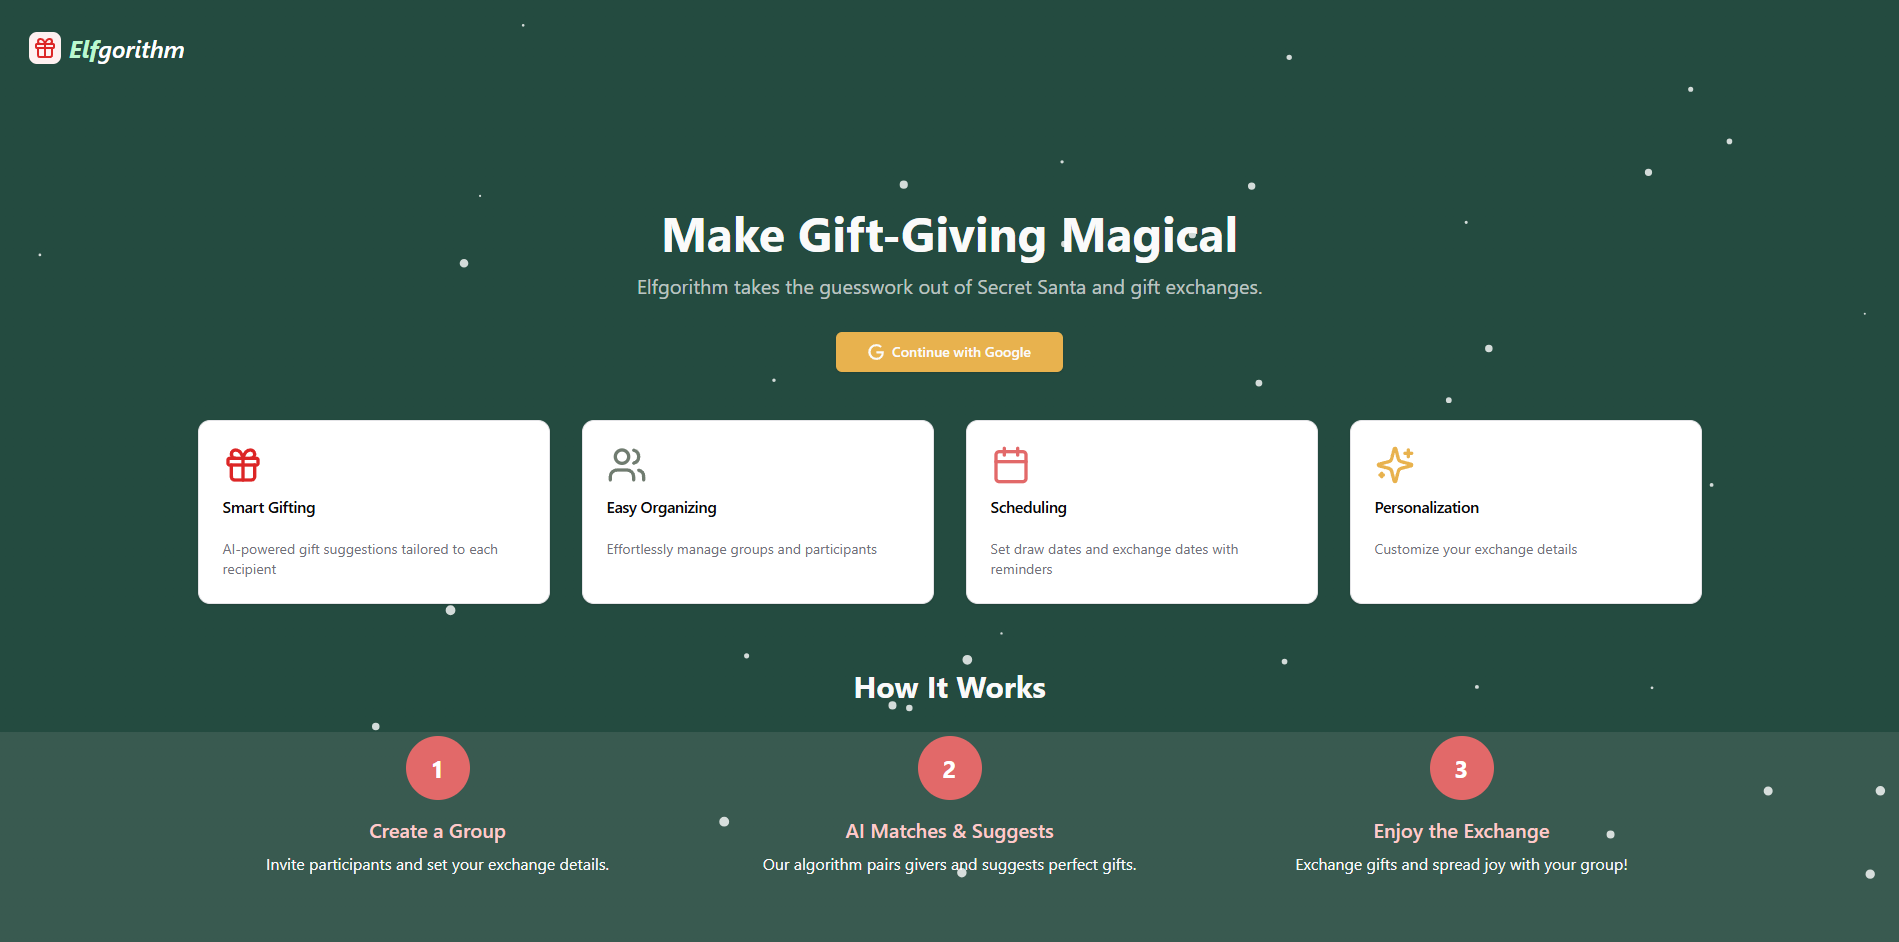 Elfgorithm
Make Gift-Giving Magical
Elfgorithm takes the guesswork out of Secret Santa and gift exchanges.
Continue with Google
Smart Gifting
AI-powered gift suggestions tailored to each
recipient
Easy Organizing
Effortlessly manage groups and participants
Scheduling
Set draw dates and exchange dates with
reminders
Personalization
Customize your exchange details
How It Works
1
Create a Group
Invite participants and set your exchange details.
2
AI Matches & Suggests
Our algorithm pairs givers and suggests perfect gifts.
3
Enjoy the Exchange
Exchange gifts and spread joy with your group!